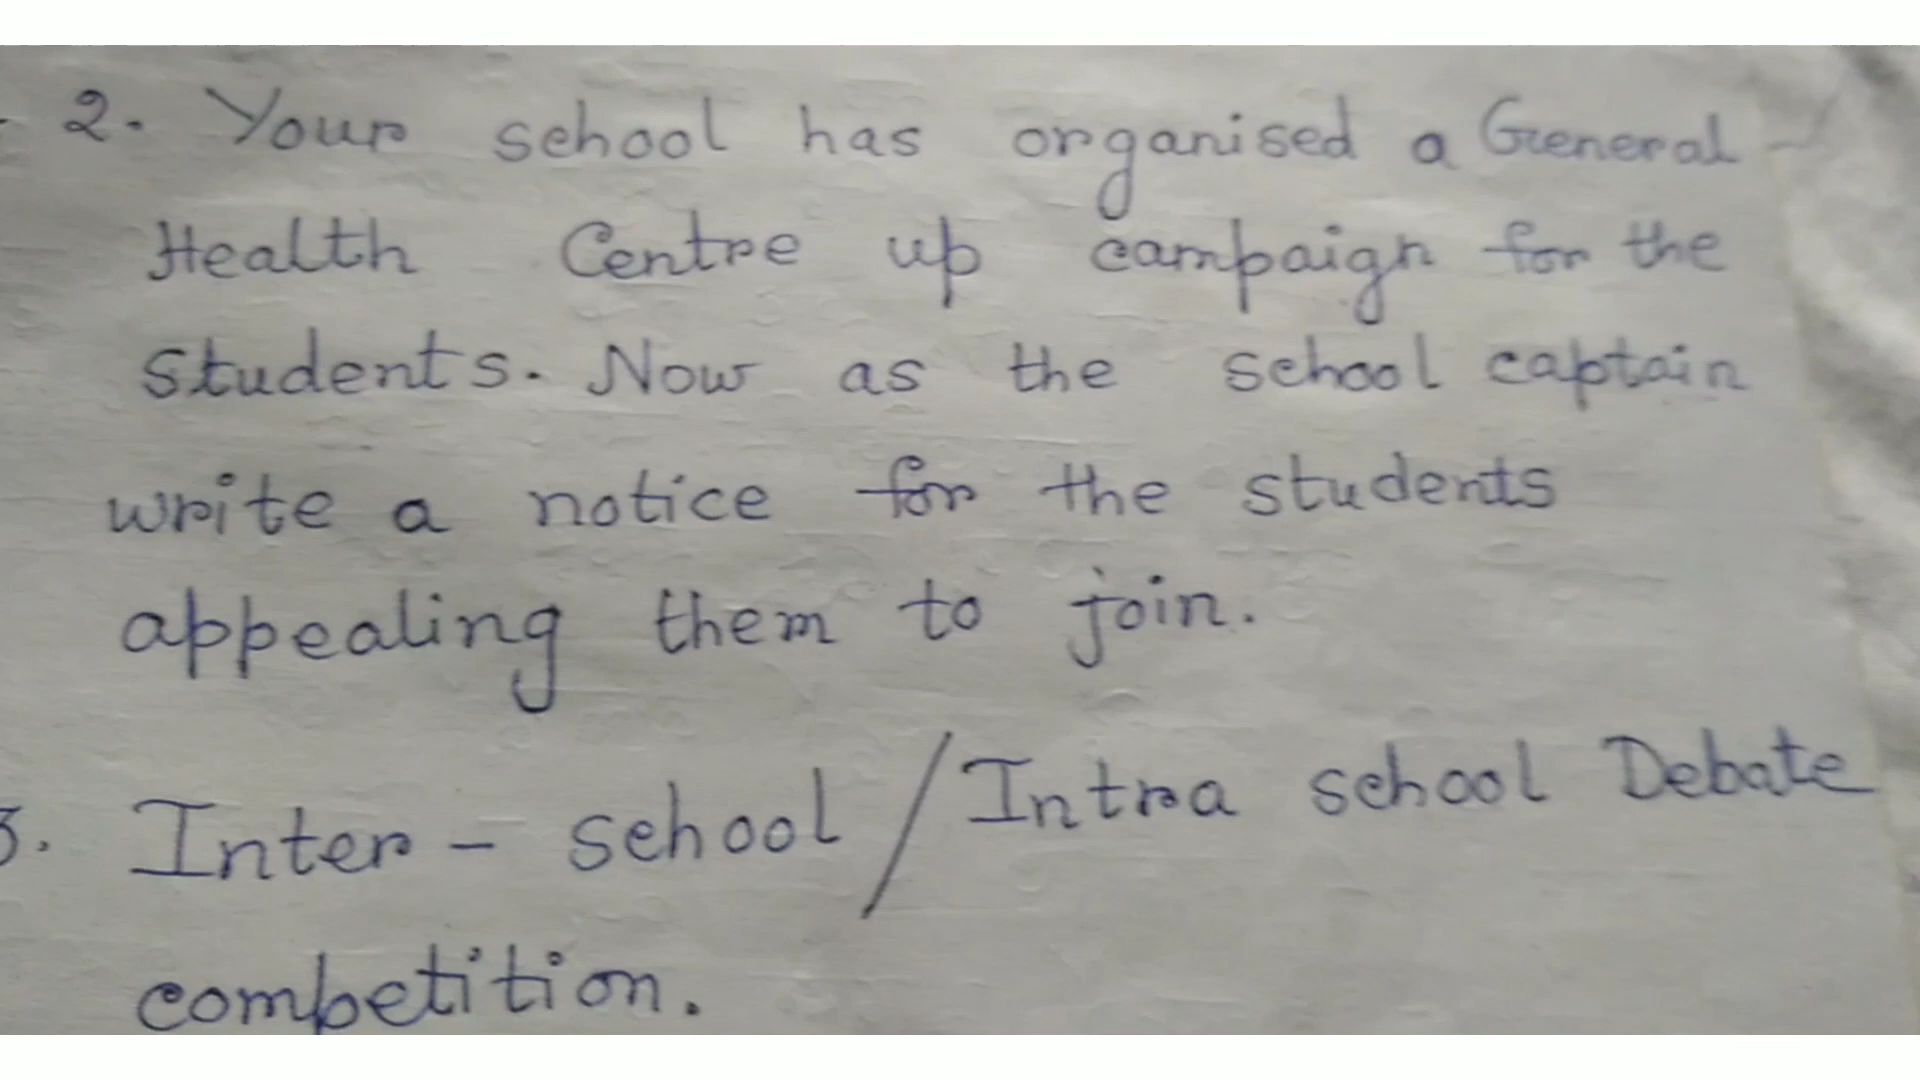 2. Your school has organised a General
Health Centre up campaign for the
students. Now as the school captain
write a notice for the students
appealing them to join.
3. Inter - school / Intra school Debate
competition.